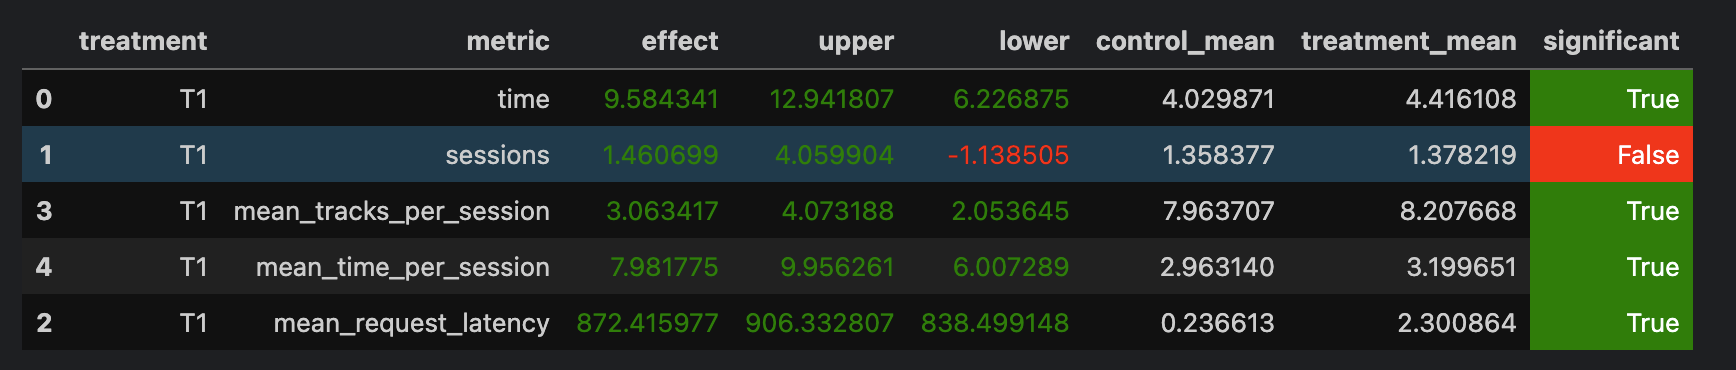 treatment metric effect upper lower control_mean treatment_mean significant
0 T1 time 9.584341 12.941807 6.226875 4.029871 4.416108 True
1 T1 sessions 1.460699 4.059904 -1.138505 1.358377 1.378219 False
3 T1 mean_tracks_per_session 3.063417 4.073188 2.053645 7.963707 8.207668 True
4 T1 mean_time_per_session 7.981775 9.956261 6.007289 2.963140 3.199651 True
2 T1 mean_request_latency 872.415977 906.332807 838.499148 0.236613 2.300864 True